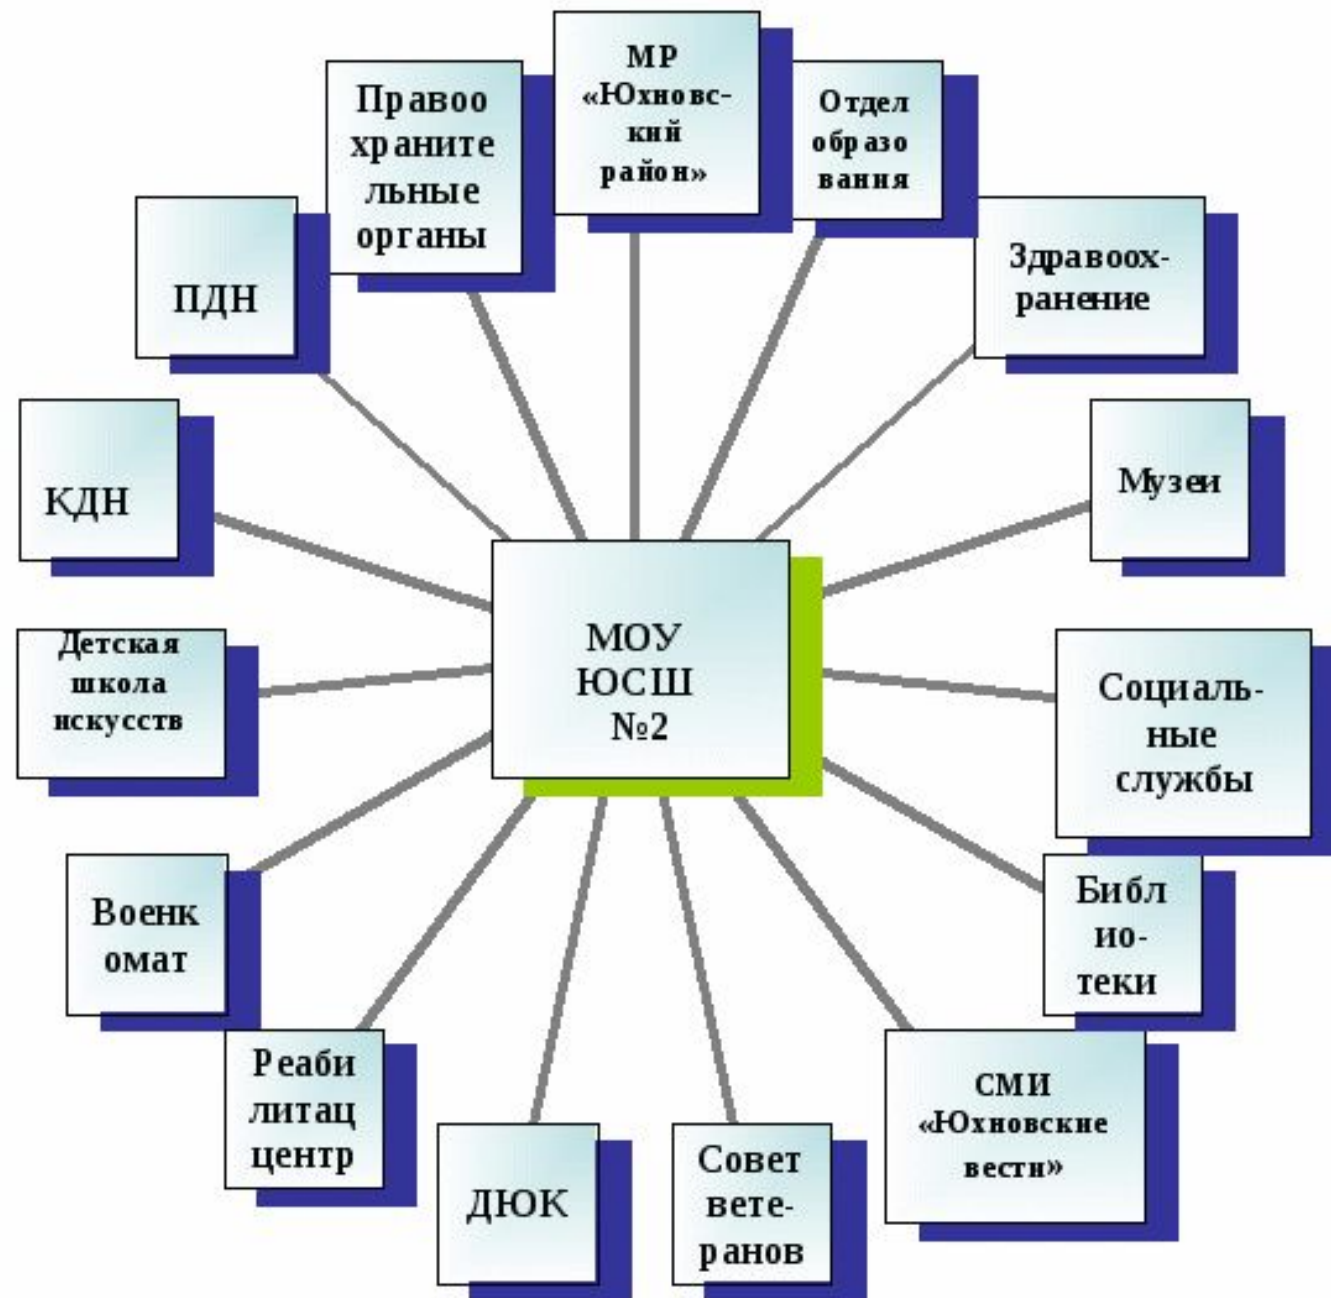 МР
«Юхновс-
кий
район»
Правоо
храните
льные
органы
Отдел
образо
вания
ПДН
Здравоох-
ранение
КДН
Музеи
МОУ
ЮСШ
№2
Детская
школа
искусств
Социаль-
ные
службы
Военк
омат
Библ
ио-
теки
Реаби
литац
центр
СМИ
«Юхновские
вести»
ДЮК
Совет
вете-
ранов